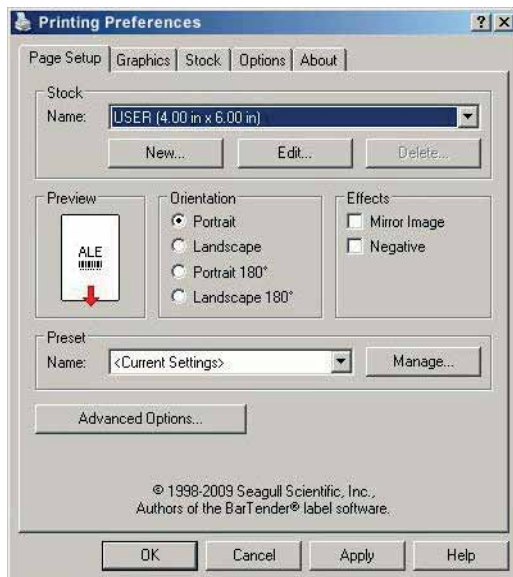 Printing Preferences
Page Setup Graphics Stock Options About
Stock
Name: USER (4.00 in x 6.00 in)
New... Edit... Delete...
Preview Orientation Effects
ALE
Portrait Mirror Image
Landscape Negative
Portrait 180°
Landscape 180°
Preset
Name: <Current Settings> Manage...
Advanced Options...
© 1998-2009 Seagull Scientific, Inc.,
Authors of the BarTender® label software.
OK Cancel Apply Help